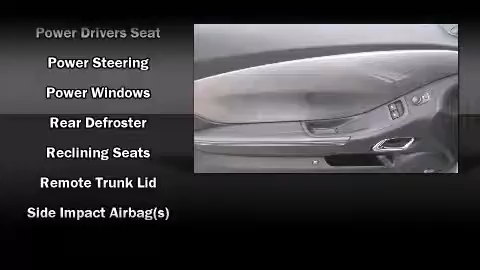 Power Drivers Seat
Power Steering
Power Windows
Rear Defroster
Reclining Seats
Remote Trunk Lid
Side Impact Airbag(s)